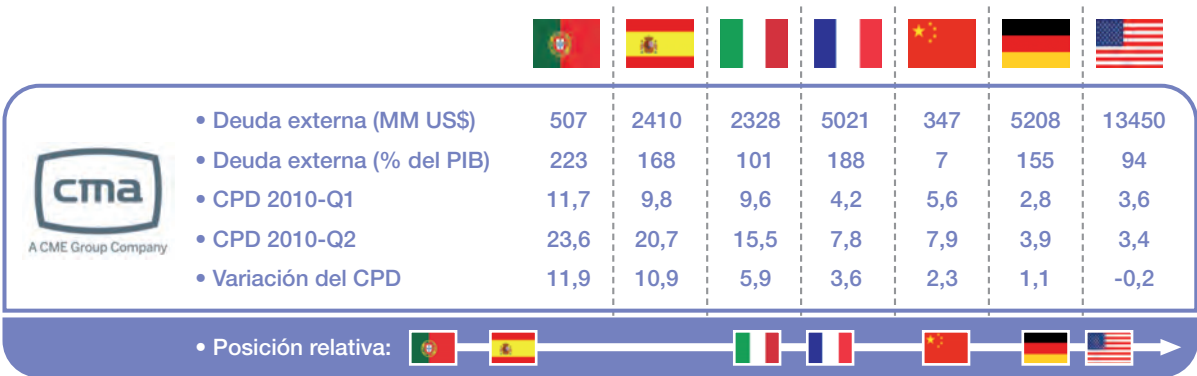 • Deuda externa (MM US$) 507 2410 2328 5021 347 5208 13450
• Deuda externa (% del PIB) 223 168 101 188 7 155 94
cma
A CME Group Company
• CPD 2010-Q1 11,7 9,8 9,6 4,2 5,6 2,8 3,6
• CPD 2010-Q2 23,6 20,7 15,5 7,8 7,9 3,9 3,4
• Variación del CPD 11,9 10,9 5,9 3,6 2,3 1,1 -0,2
• Posición relativa: